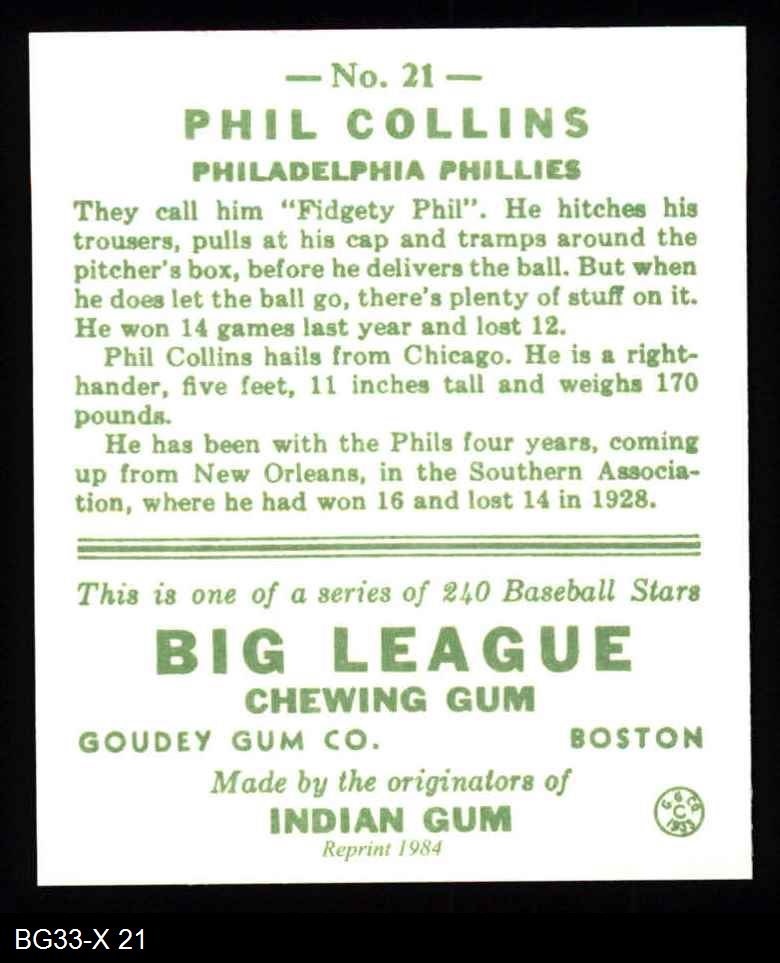 — No. 21 —
PHIL COLLINS
PHILADELPHIA PHILLIES
They call him "Fidgety Phil". He hitches his
trousers, pulls at his cap and tramps around the
pitcher's box, before he delivers the ball. But when
he does let the ball go, there's plenty of stuff on it.
He won 14 games last year and lost 12.
Phil Collins hails from Chicago. He is a right-
hander, five feet, 11 inches tall and weighs 170
pounds.
He has been with the Phils four years, coming
up from New Orleans, in the Southern Associa-
tion, where he had won 16 and lost 14 in 1928.
This is one of a series of 240 Baseball Stars
BIG LEAGUE
CHEWING GUM
GOUDEY GUM CO. BOSTON
Made by the originators of
INDIAN GUM
G G CO
C
1933
Reprint 1984
BG33-X 21